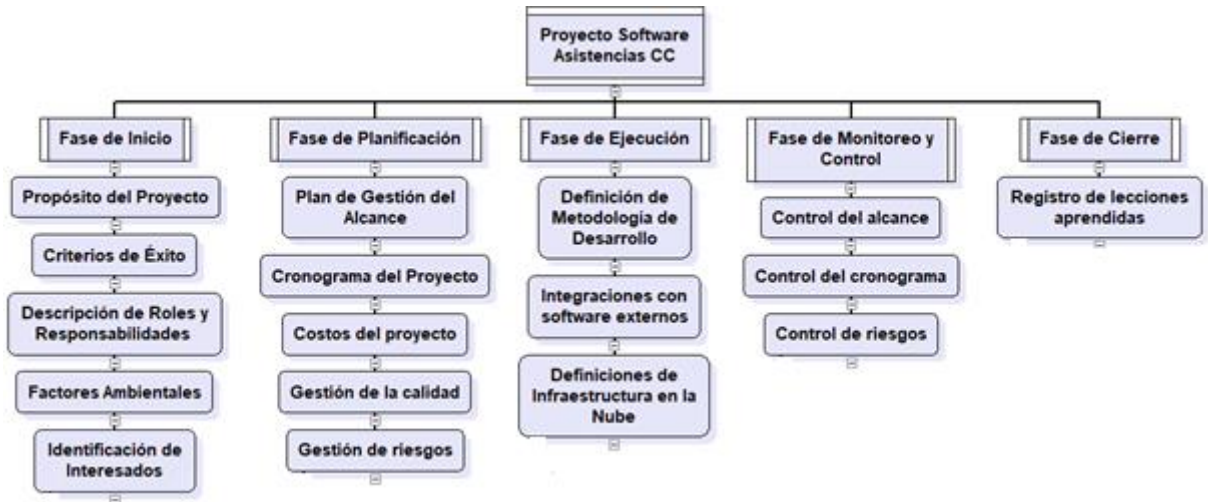 Proyecto Software
Asistencias CC
Fase de Inicio
Propósito del Proyecto
Criterios de Éxito
Descripción de Roles y
Responsabilidades
Factores Ambientales
Identificación de
Interesados
Fase de Planificación
Plan de Gestión del
Alcance
Cronograma del Proyecto
Costos del proyecto
Gestión de la calidad
Gestión de riesgos
Fase de Ejecución
Definición de
Metodología de
Desarrollo
Integraciones con
software externos
Definiciones de
Infraestructura en la
Nube
Fase de Monitoreo y
Control
Control del alcance
Control del cronograma
Control de riesgos
Fase de Cierre
Registro de lecciones
aprendidas